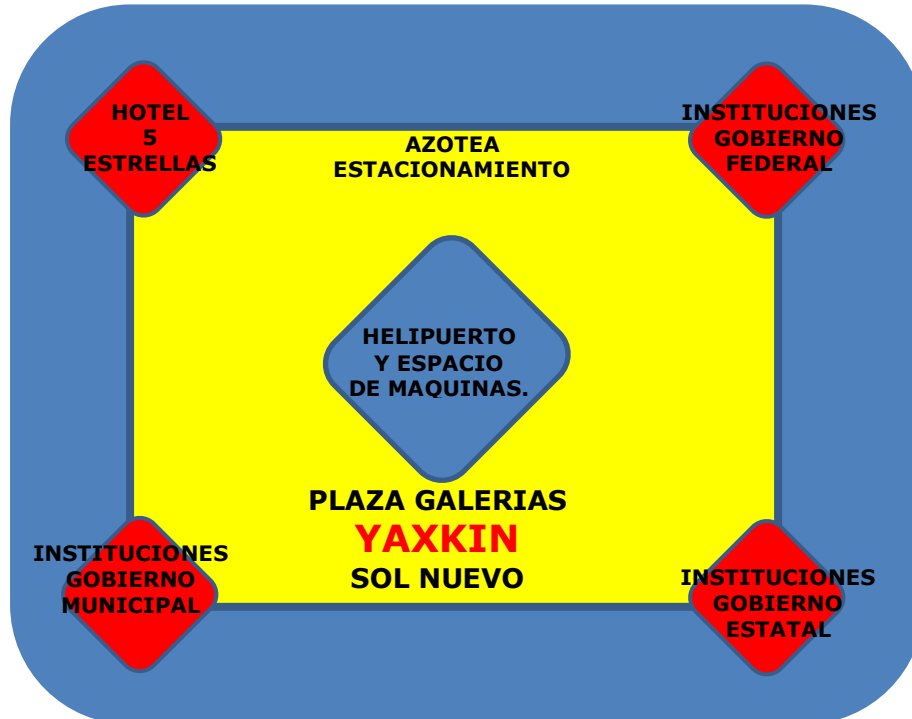 HOTEL
5
ESTRELLAS
INSTITUCIONES
GOBIERNO
FEDERAL
AZOTEA
ESTACIONAMIENTO
HELIPUERTO
Y ESPACIO
DE MAQUINAS.
PLAZA GALERIAS
YAXKIN
SOL NUEVO
INSTITUCIONES
GOBIERNO
MUNICIPAL
INSTITUCIONES
GOBIERNO
ESTATAL